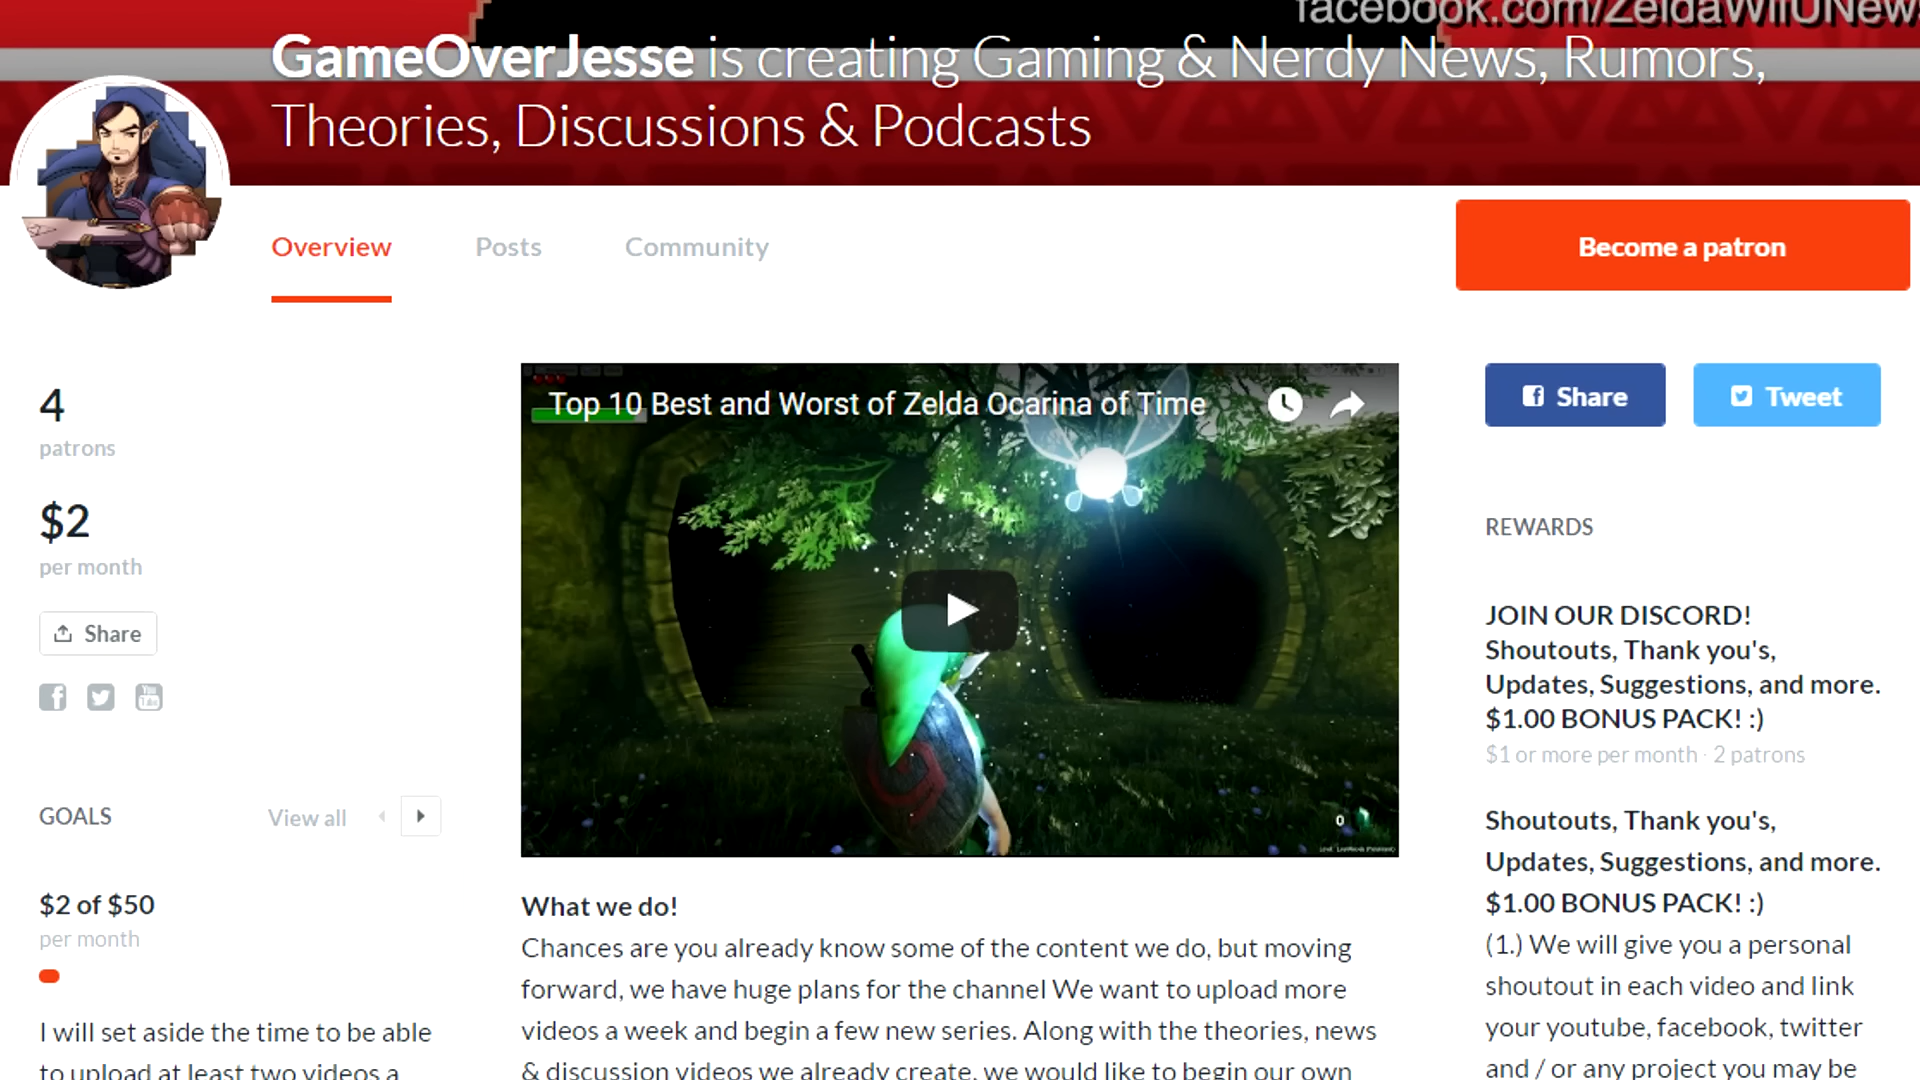 facebook.com/ZeldaWiiUNews
GameOverJesse is creating Gaming & Nerdy News, Rumors,
Theories, Discussions & Podcasts
Overview Posts Community
Become a patron
4
patrons
$2
per month
Share
GOALS View all
$2 of $50
per month
I will set aside the time to be able
to upload at least two videos a
Top 10 Best and Worst of Zelda Ocarina of Time
0
What we do!
Chances are you already know some of the content we do, but moving
forward, we have huge plans for the channel We want to upload more
videos a week and begin a few new series. Along with the theories, news
& discussion videos we already create, we would like to begin our own
Share Tweet
REWARDS
JOIN OUR DISCORD!
Shoutouts, Thank you's,
Updates, Suggestions, and more.
$1.00 BONUS PACK! :)
$1 or more per month · 2 patrons
Shoutouts, Thank you's,
Updates, Suggestions, and more.
$1.00 BONUS PACK! :)
(1.) We will give you a personal
shoutout in each video and link
your youtube, facebook, twitter
and / or any project you may be